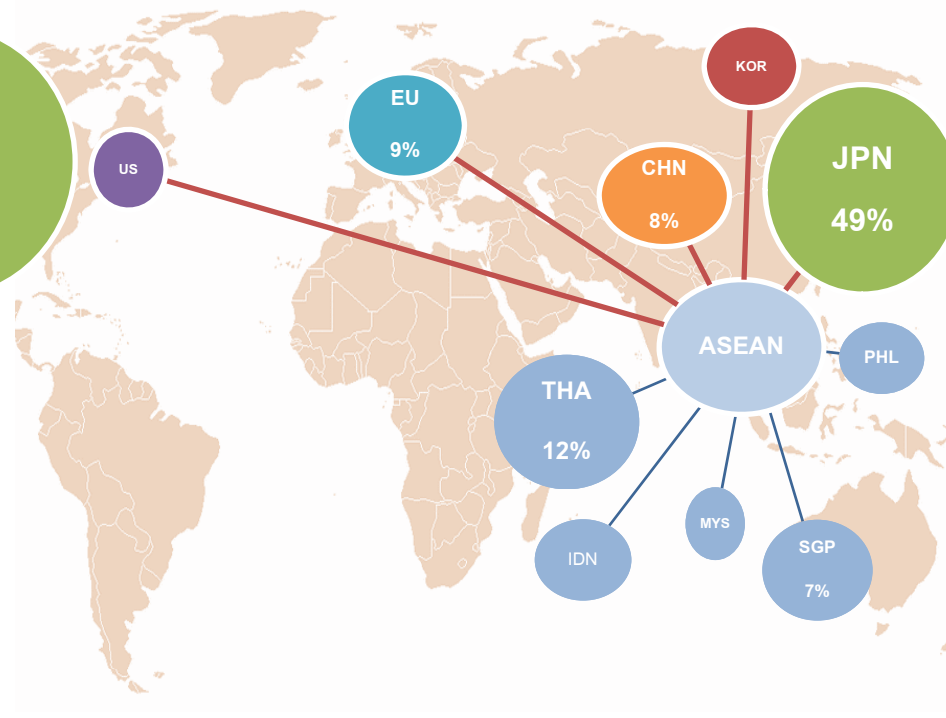 KOR
EU
9%
CHN
8%
JPN
49%
US
ASEAN
PHL
THA
12%
MYS
IDN
SGP
7%